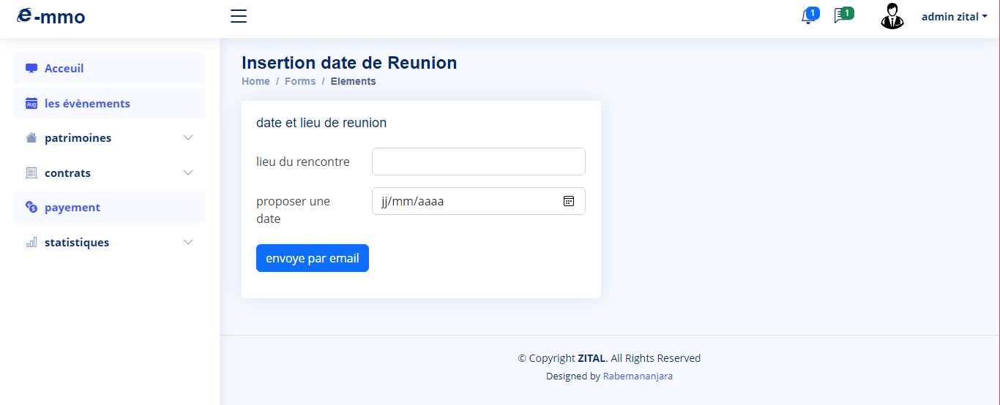 e-mmo
1
1
admin zital
Acceuil
Aug
les évènements
patrimoines
contrats
payement
statistiques
Insertion date de Reunion
Home / Forms / Elements
date et lieu de reunion
lieu du rencontre
proposer une
date
jj/mm/aaaa
envoye par email
© Copyright ZITAL. All Rights Reserved
Designed by Rabemananjara